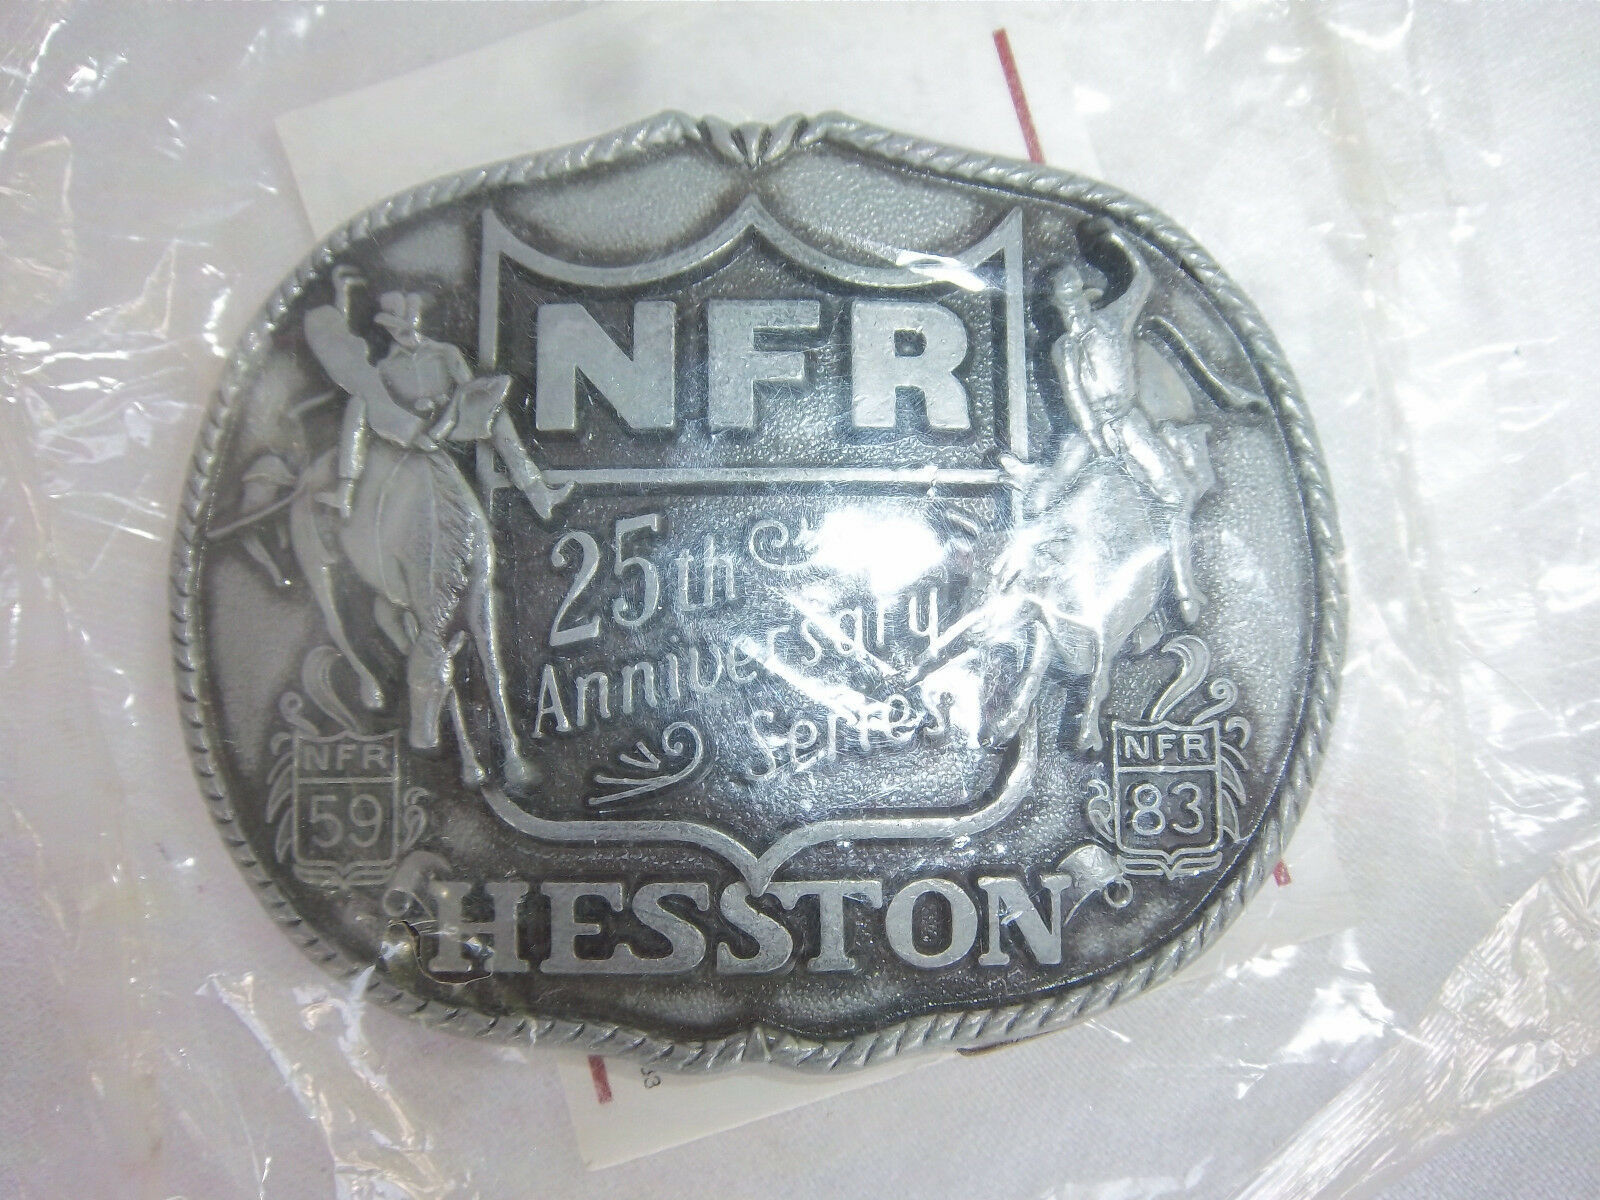 NFR
25th
Anniversary
Series
NFR
59
NFR
83
HESSTON